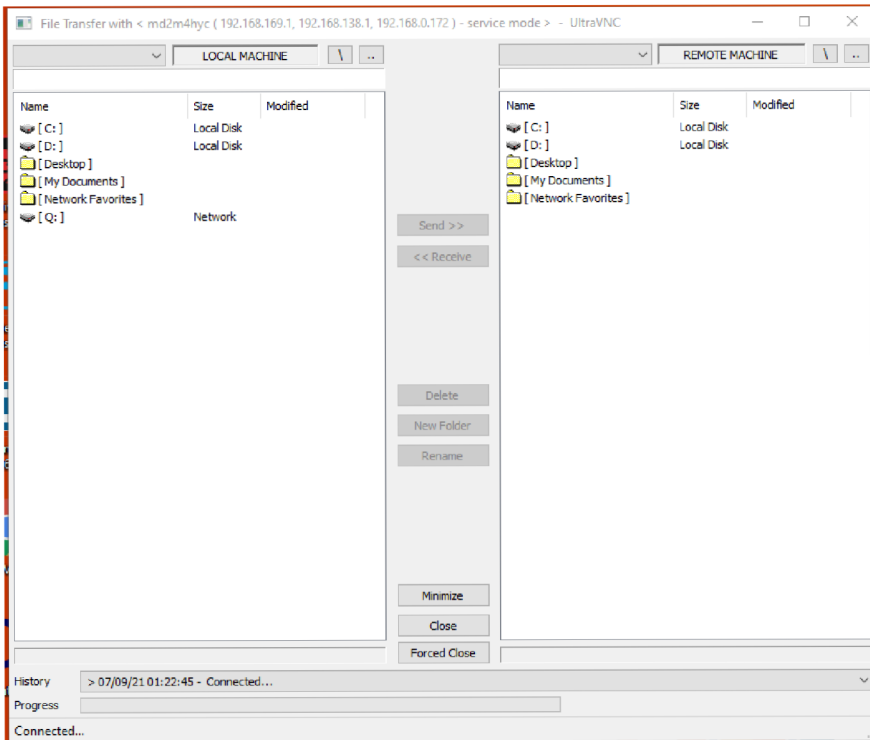 File Transfer with < md2m4hyc ( 192.168.169.1, 192.168.138.1, 192.168.0.172 ) - service mode > - UltraVNC
LOCAL MACHINE
\
..
Name Size Modified
[ C: ] Local Disk
[ D: ] Local Disk
[ Desktop ]
[ My Documents ]
[ Network Favorites ]
[ Q: ] Network
Send >>
<< Receive
Delete
New Folder
Rename
Minimize
Close
Forced Close
REMOTE MACHINE
\
..
Name Size Modified
[ C: ] Local Disk
[ D: ] Local Disk
[ Desktop ]
[ My Documents ]
[ Network Favorites ]
History > 07/09/21 01:22:45 - Connected...
Progress
Connected...